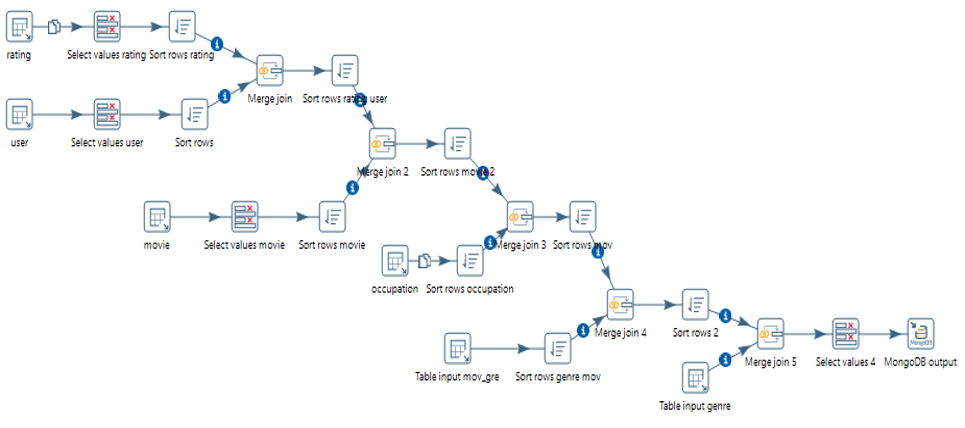 rating
Select values rating
Sort rows rating
user
Select values user
Sort rows
Merge join
Sort rows rating user
Merge join 2
Sort rows movie 2
movie
Select values movie
Sort rows movie
Merge join 3
Sort rows mov
occupation
Sort rows occupation
Merge join 4
Sort rows 2
Table input mov_gre
Sort rows genre mov
Merge join 5
Select values 4
MongoDB
MongoDB output
Table input genre